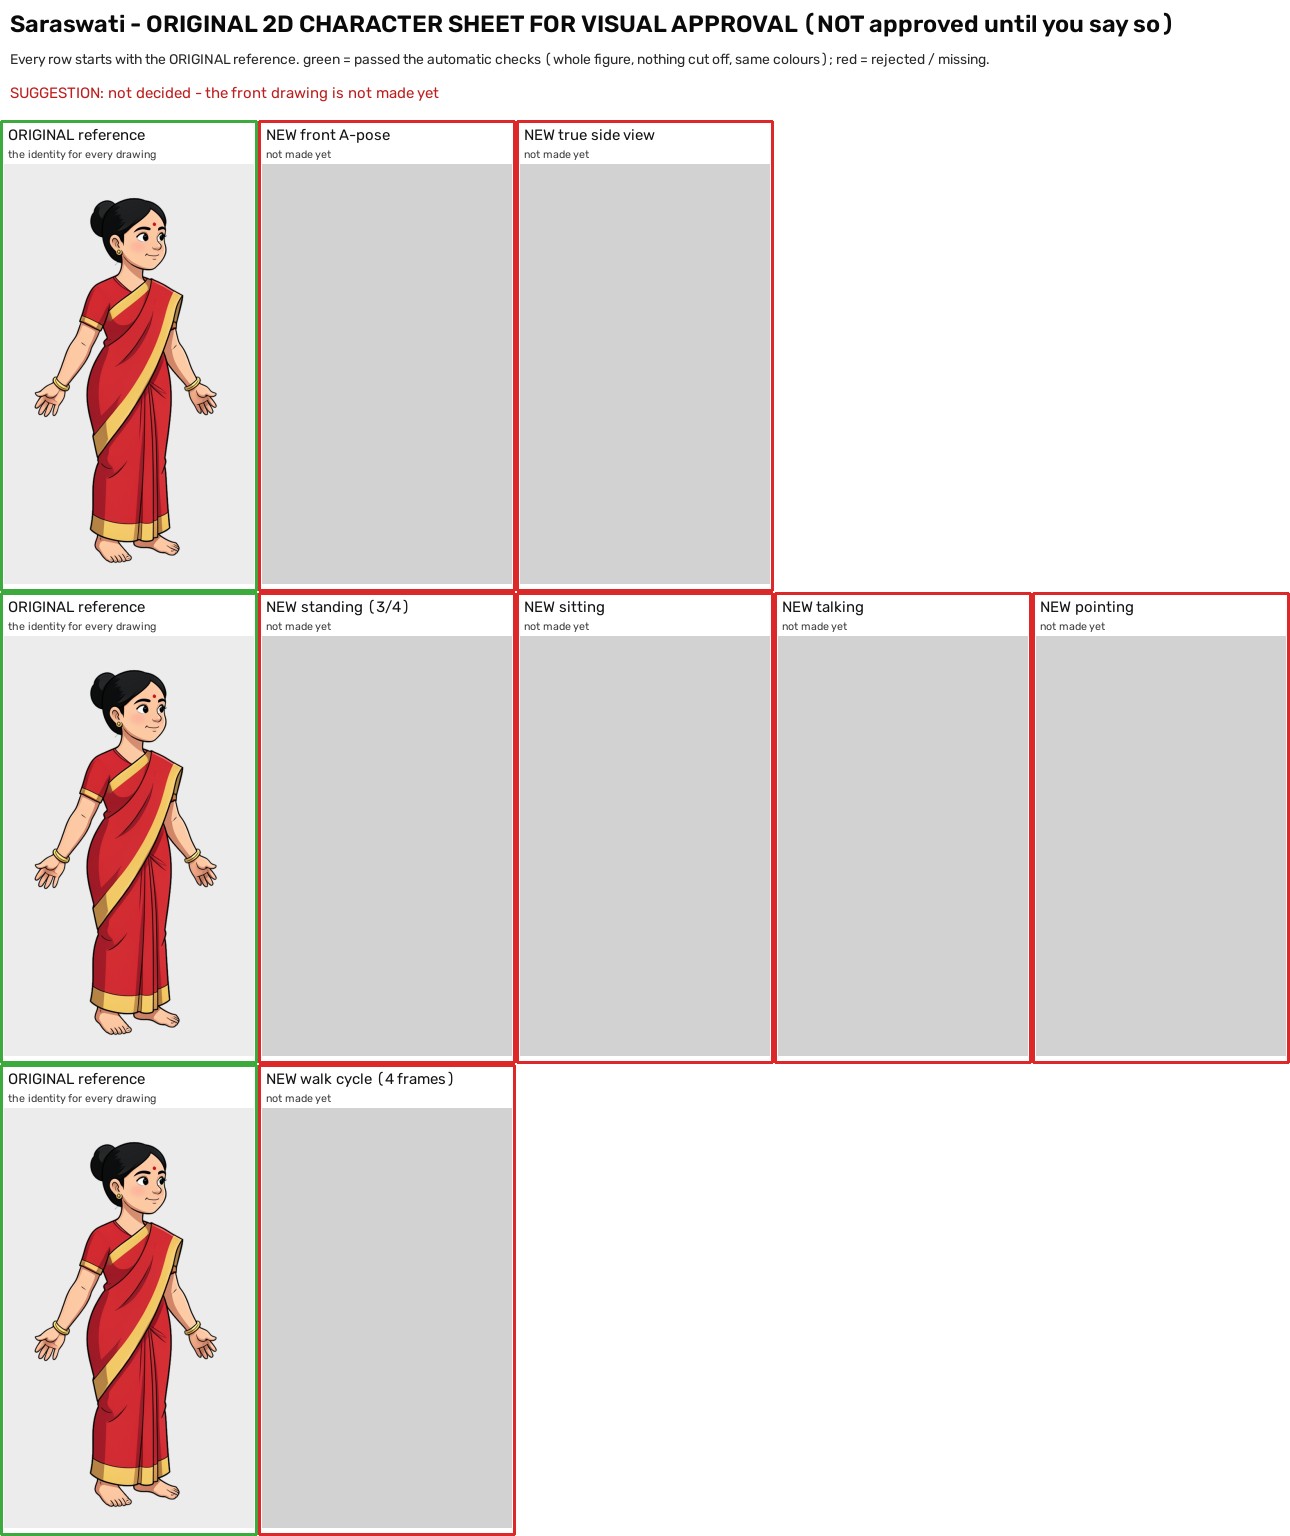 Saraswati - ORIGINAL 2D CHARACTER SHEET FOR VISUAL APPROVAL (NOT approved until you say so)
Every row starts with the ORIGINAL reference. green = passed the automatic checks (whole figure, nothing cut off, same colours); red = rejected / missing.
SUGGESTION: not decided - the front drawing is not made yet
ORIGINAL reference
the identity for every drawing
NEW front A-pose
not made yet
NEW true side view
not made yet
ORIGINAL reference
the identity for every drawing
NEW standing (3/4)
not made yet
NEW sitting
not made yet
NEW talking
not made yet
NEW pointing
not made yet
ORIGINAL reference
the identity for every drawing
NEW walk cycle (4 frames)
not made yet